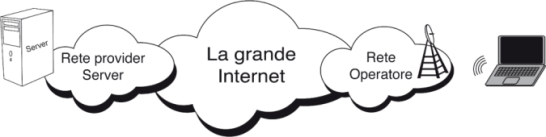 Server
Rete provider
Server
La grande
Internet
Rete
Operatore